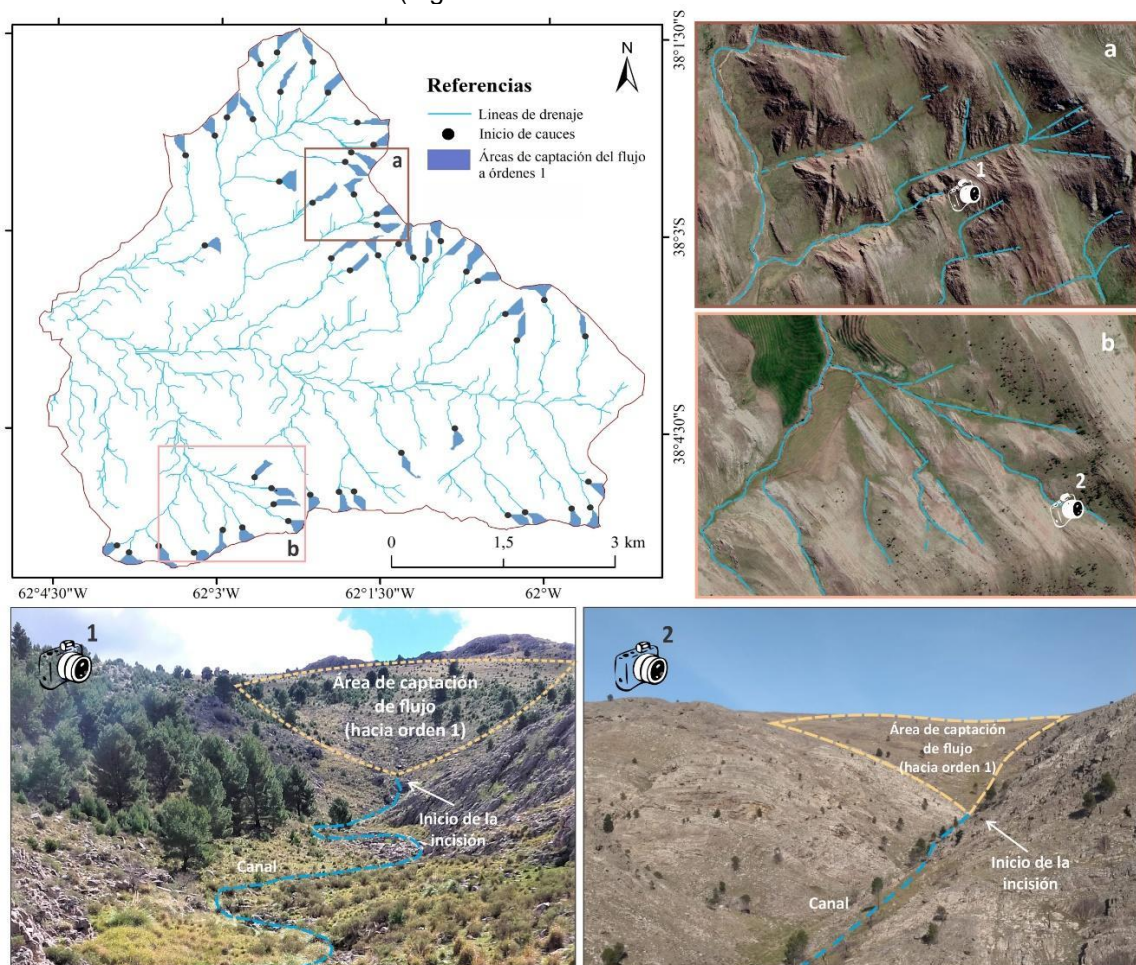 (Fig
N
Referencias
Lineas de drenaje
Inicio de cauces
Áreas de captación del flujo
a órdenes 1
a
b
0 1,5 3 km
62°4'30"W 62°3'W 62°1'30"W 62°W
38°1'30"S
38°3'S
38°4'30"S
a
1
b
2
1
Área de captación
de flujo
(hacia orden 1)
Inicio de la
incisión
Canal
2
Área de captación
de flujo
(hacia orden 1)
Inicio de la
incisión
Canal